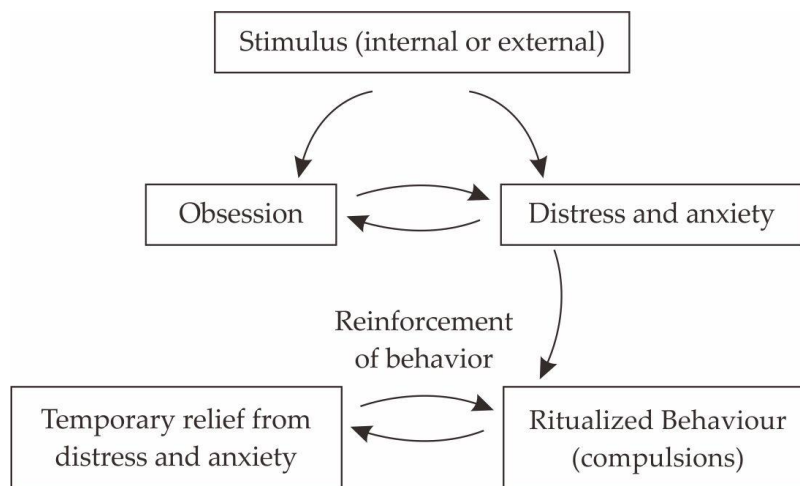 Stimulus (internal or external)
Obsession
Distress and anxiety
Reinforcement
of behavior
Temporary relief from
distress and anxiety
Ritualized Behaviour
(compulsions)